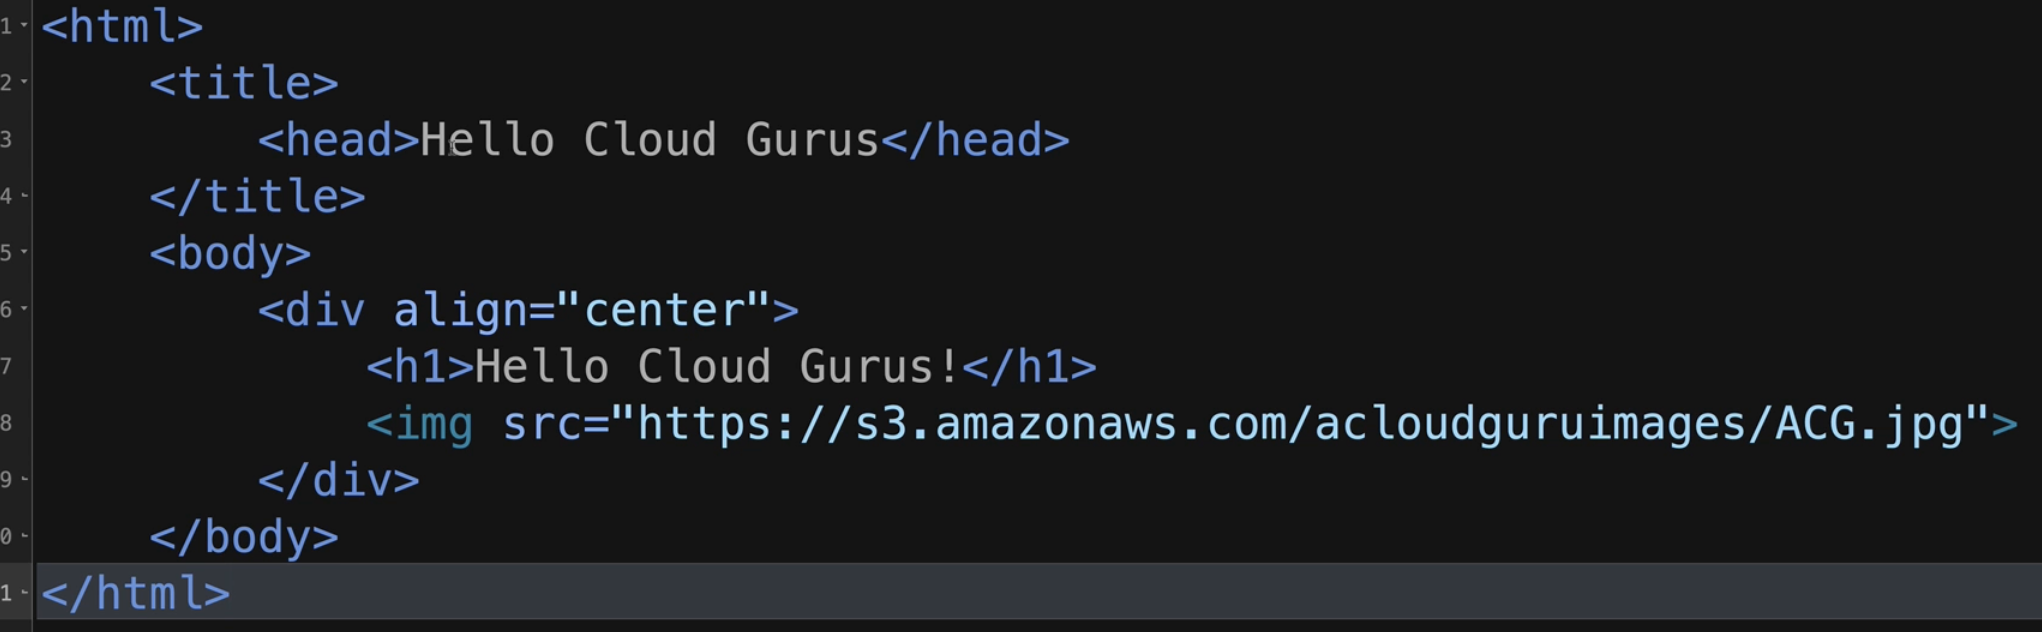 1 <html>
2 <title>
3 <head>Hello Cloud Gurus</head>
4 </title>
5 <body>
6 <div align="center">
7 <h1>Hello Cloud Gurus!</h1>
8 <img src="https://s3.amazonaws.com/acloudguruimages/ACG.jpg">
9 </div>
0 </body>
1 </html>